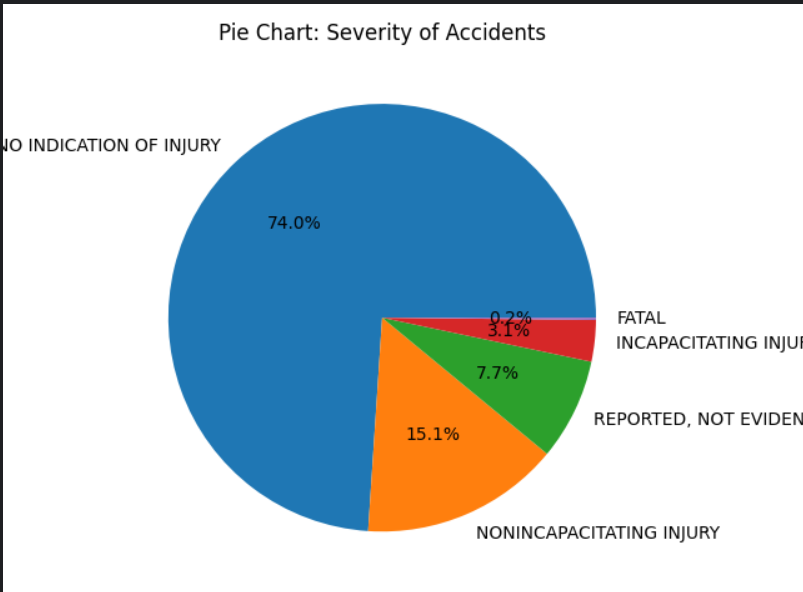 Pie Chart: Severity of Accidents
NO INDICATION OF INJURY
74.0%
0.2%
FATAL
3.1%
INCAPACITATING INJU
7.7%
REPORTED, NOT EVIDEN
15.1%
NONINCAPACITATING INJURY